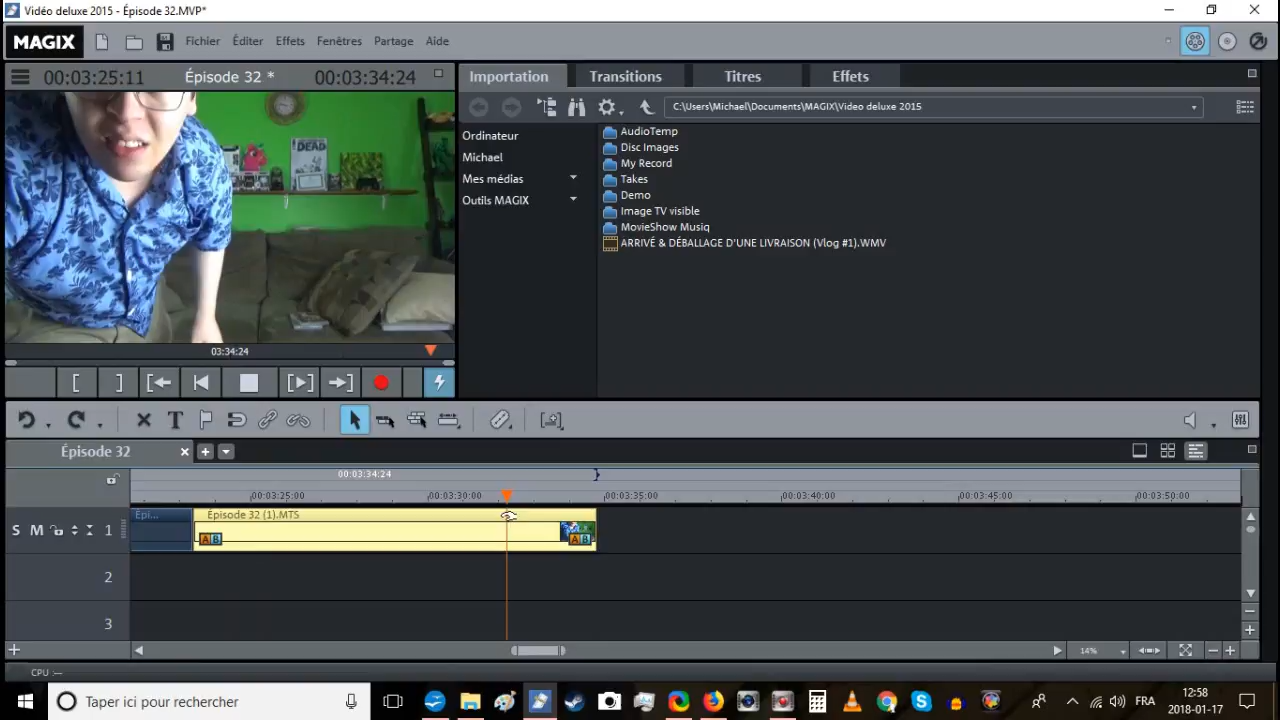 Vidéo deluxe 2015 - Épisode 32.MVP*
MAGIX Fichier Éditer Effets Fenêtres Partage Aide
00:03:25:11 Épisode 32 * 00:03:34:24
Importation Transitions Titres Effets
C:\Users\Michael\Documents\MAGIX\Video deluxe 2015
Ordinateur
Michael
Mes médias
Outils MAGIX
AudioTemp
Disc Images
My Record
Takes
Demo
Image TV visible
MovieShow Musiq
ARRIVÉ & DÉBALLAGE D'UNE LIVRAISON (Vlog #1).WMV
DEAD
03:34:24
Épisode 32
00:03:34:24
00:03:25:00 00:03:30:00 00:03:35:00 00:03:40:00 00:03:45:00 00:03:50:00
Épi... Épisode 32 (1).MTS
S M 1
A B A B
2
3
14%
CPU :---
Taper ici pour rechercher
FRA
12:58
2018-01-17